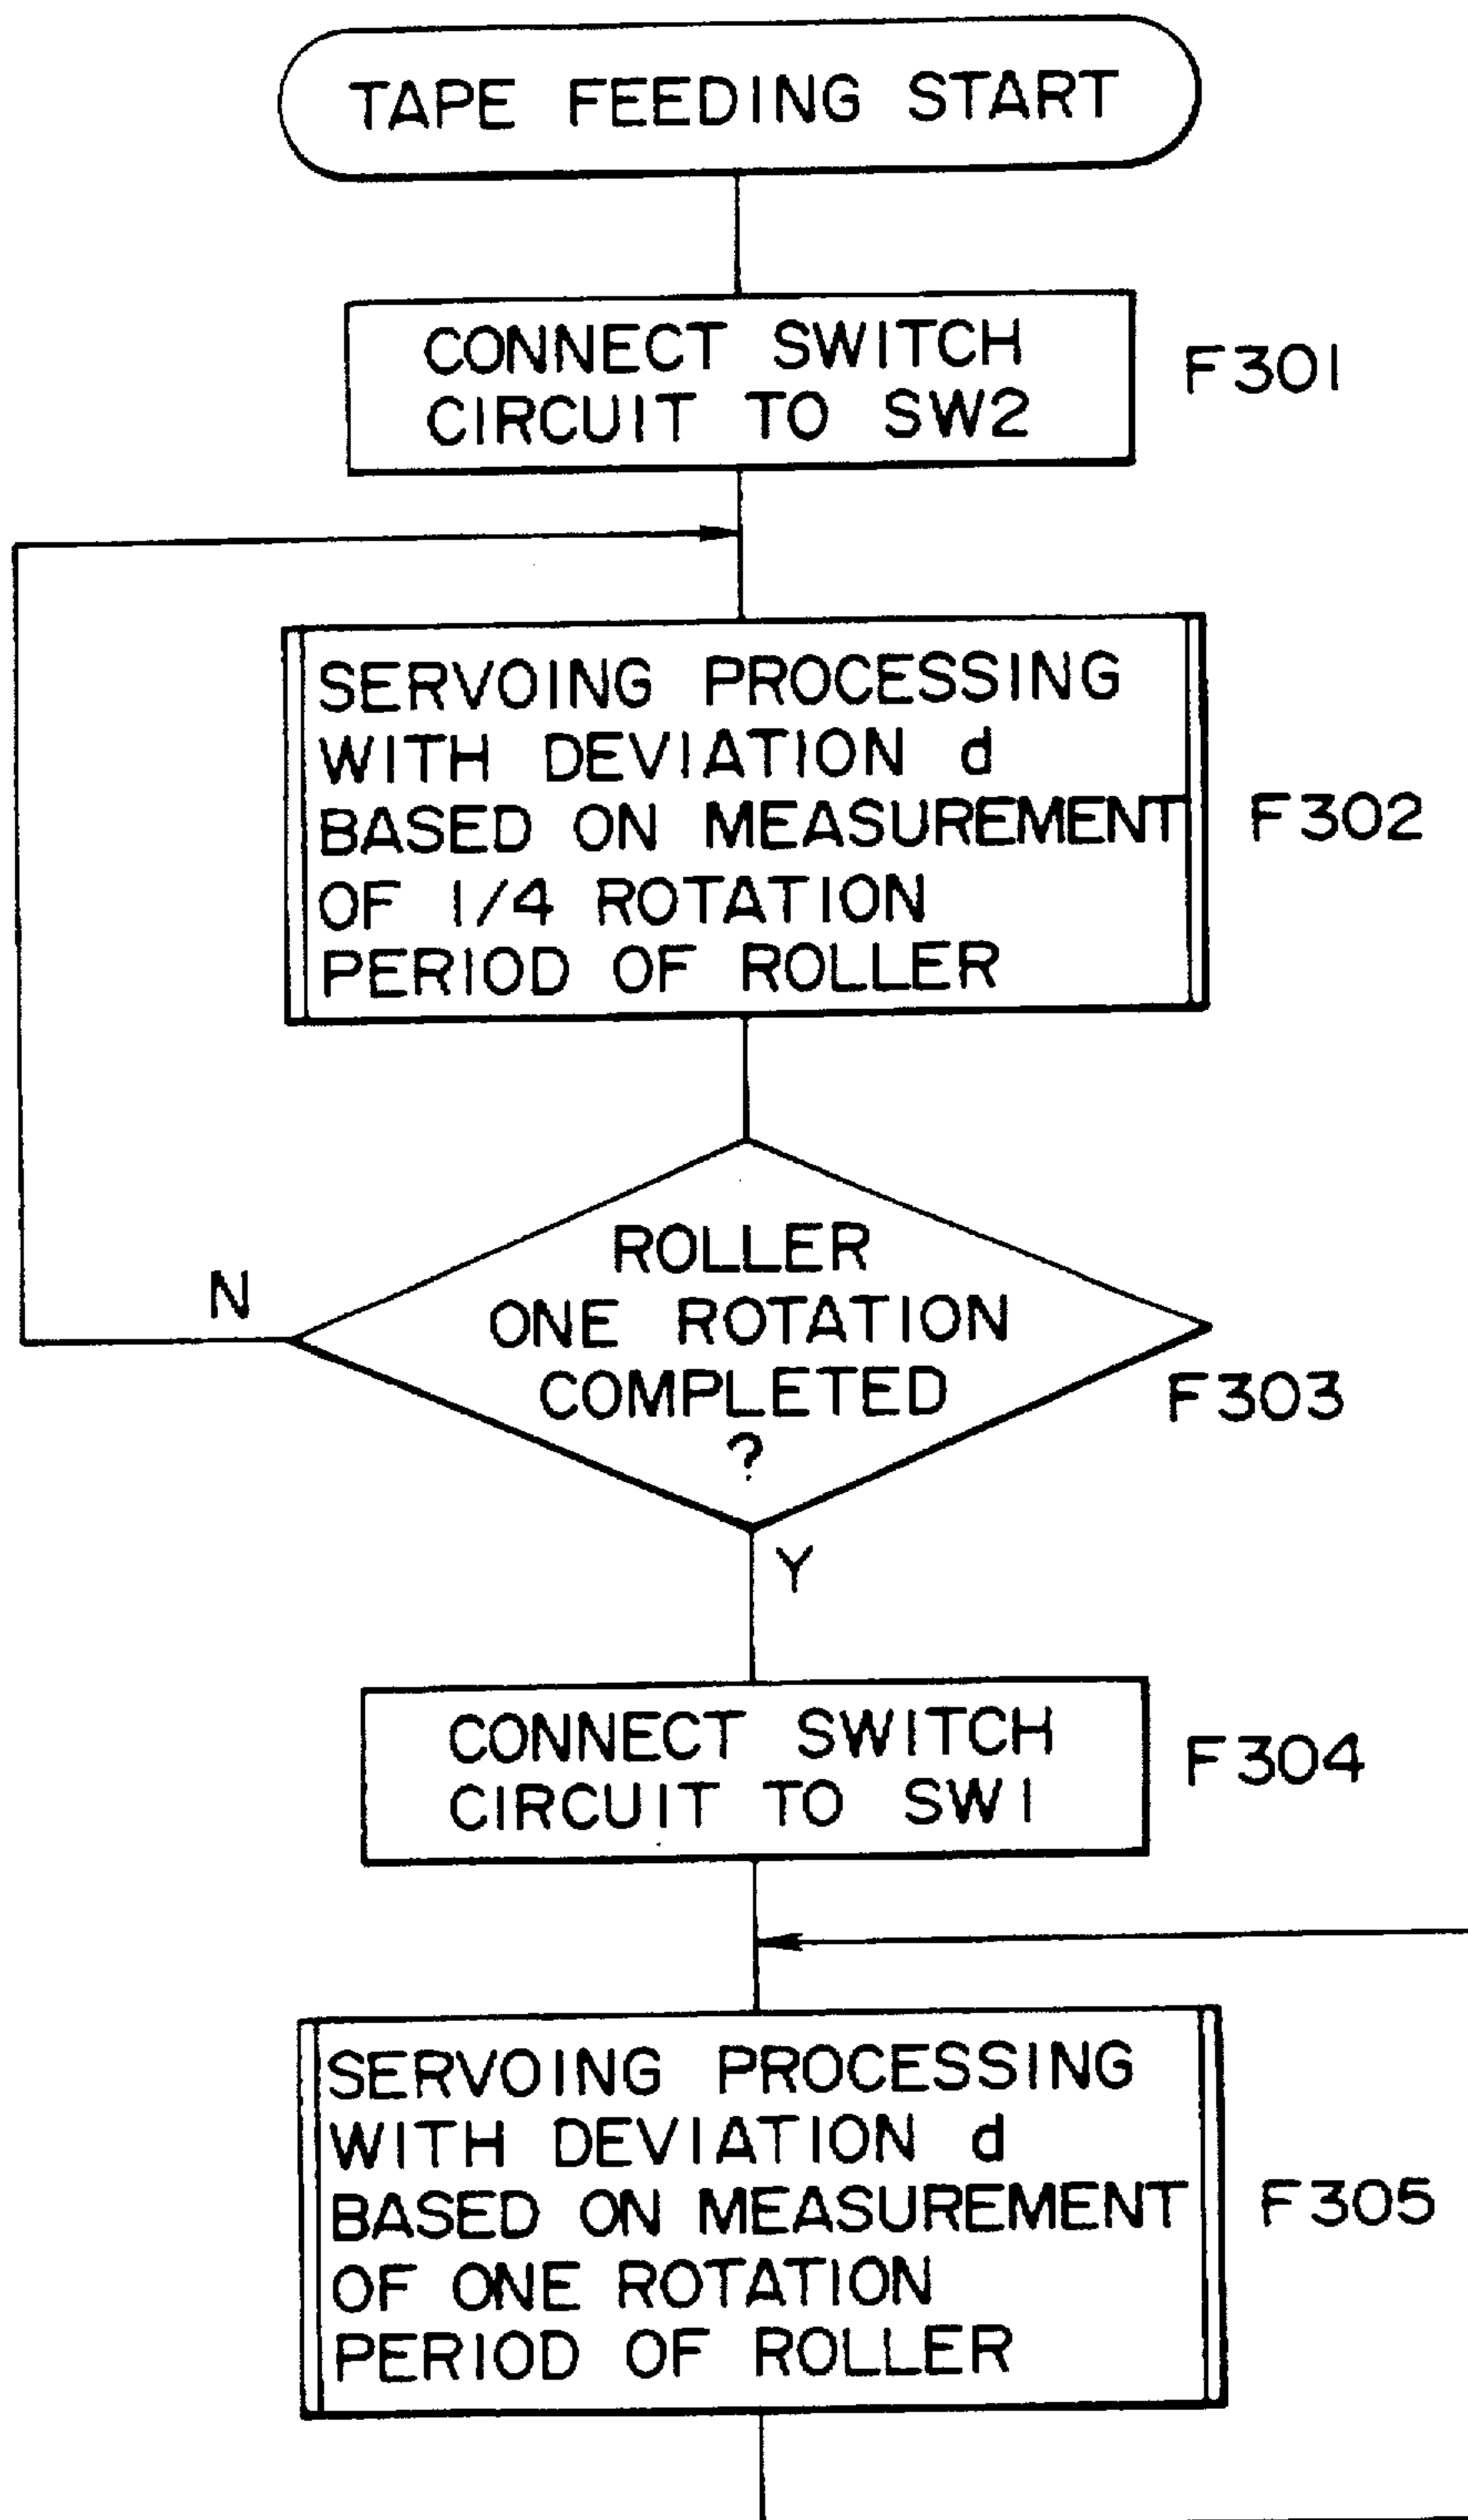 TAPE FEEDING START
CONNECT SWITCH
CIRCUIT TO SW2
F301
SERVOING PROCESSING
WITH DEVIATION d
BASED ON MEASUREMENT
OF 1/4 ROTATION
PERIOD OF ROLLER
F302
ROLLER
ONE ROTATION
COMPLETED
?
N
F303
Y
CONNECT SWITCH
CIRCUIT TO SW1
F304
SERVOING PROCESSING
WITH DEVIATION d
BASED ON MEASUREMENT
OF ONE ROTATION
PERIOD OF ROLLER
F305